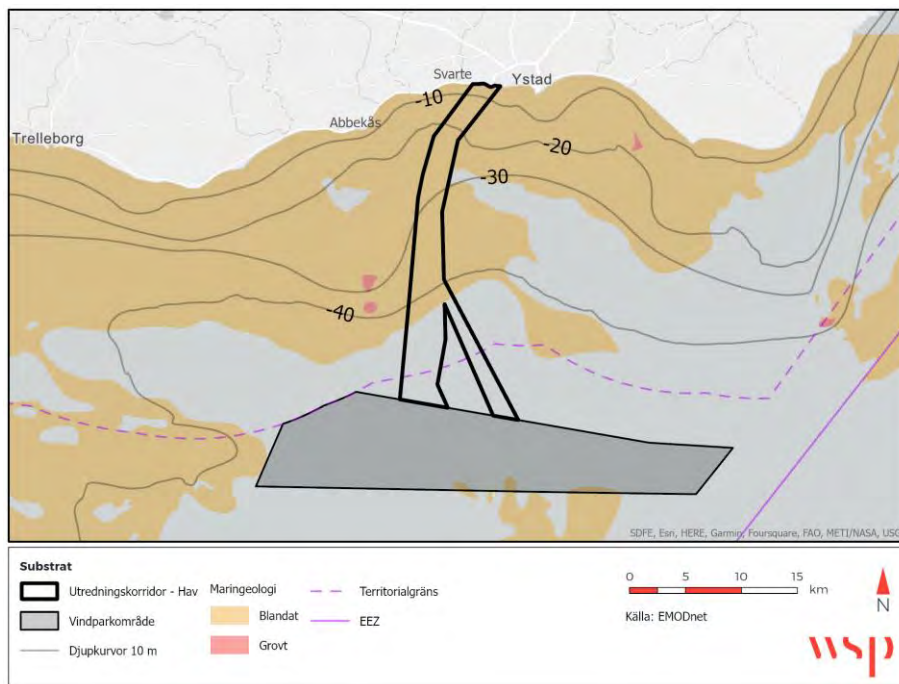 Svarte
Ystad
-10
Abbekås
Trelleborg
-20
-30
-40
SDFE, Esri, HERE, Garmin, Foursquare, FAO, METI/NASA, USG
Substrat
Utredningskorridor - Hav
Vindparkområde
Djupkurvor 10 m
Maringeologi
Blandat
Grovt
Territorialgräns
EEZ
0 5 10 15
km
Källa: EMODnet
N
wsp